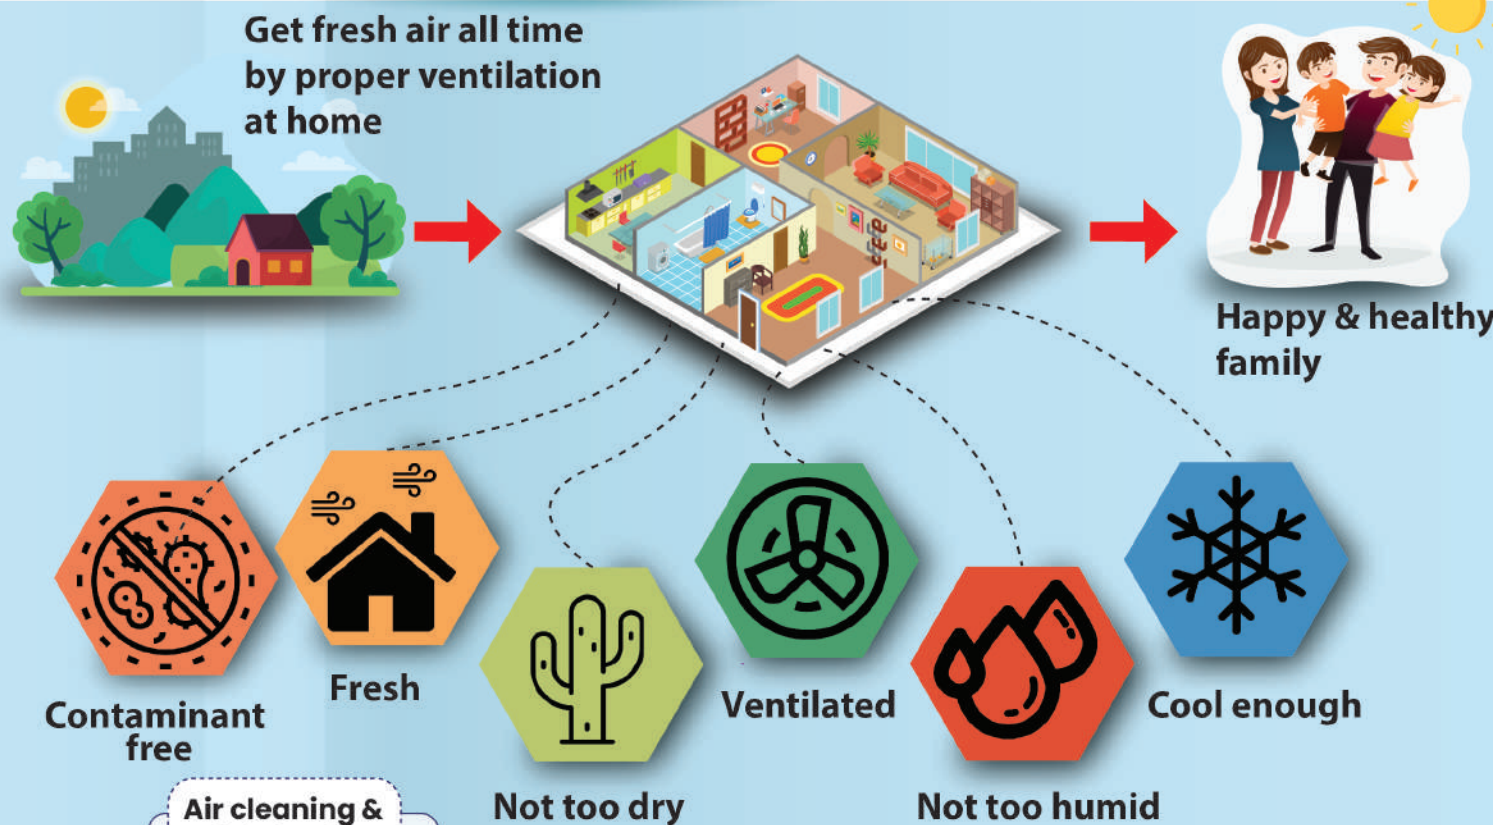 Get fresh air all time
by proper ventilation
at home
Happy & healthy
family
Contaminant
free
Fresh
Not too dry
Ventilated
Not too humid
Cool enough
Air cleaning &